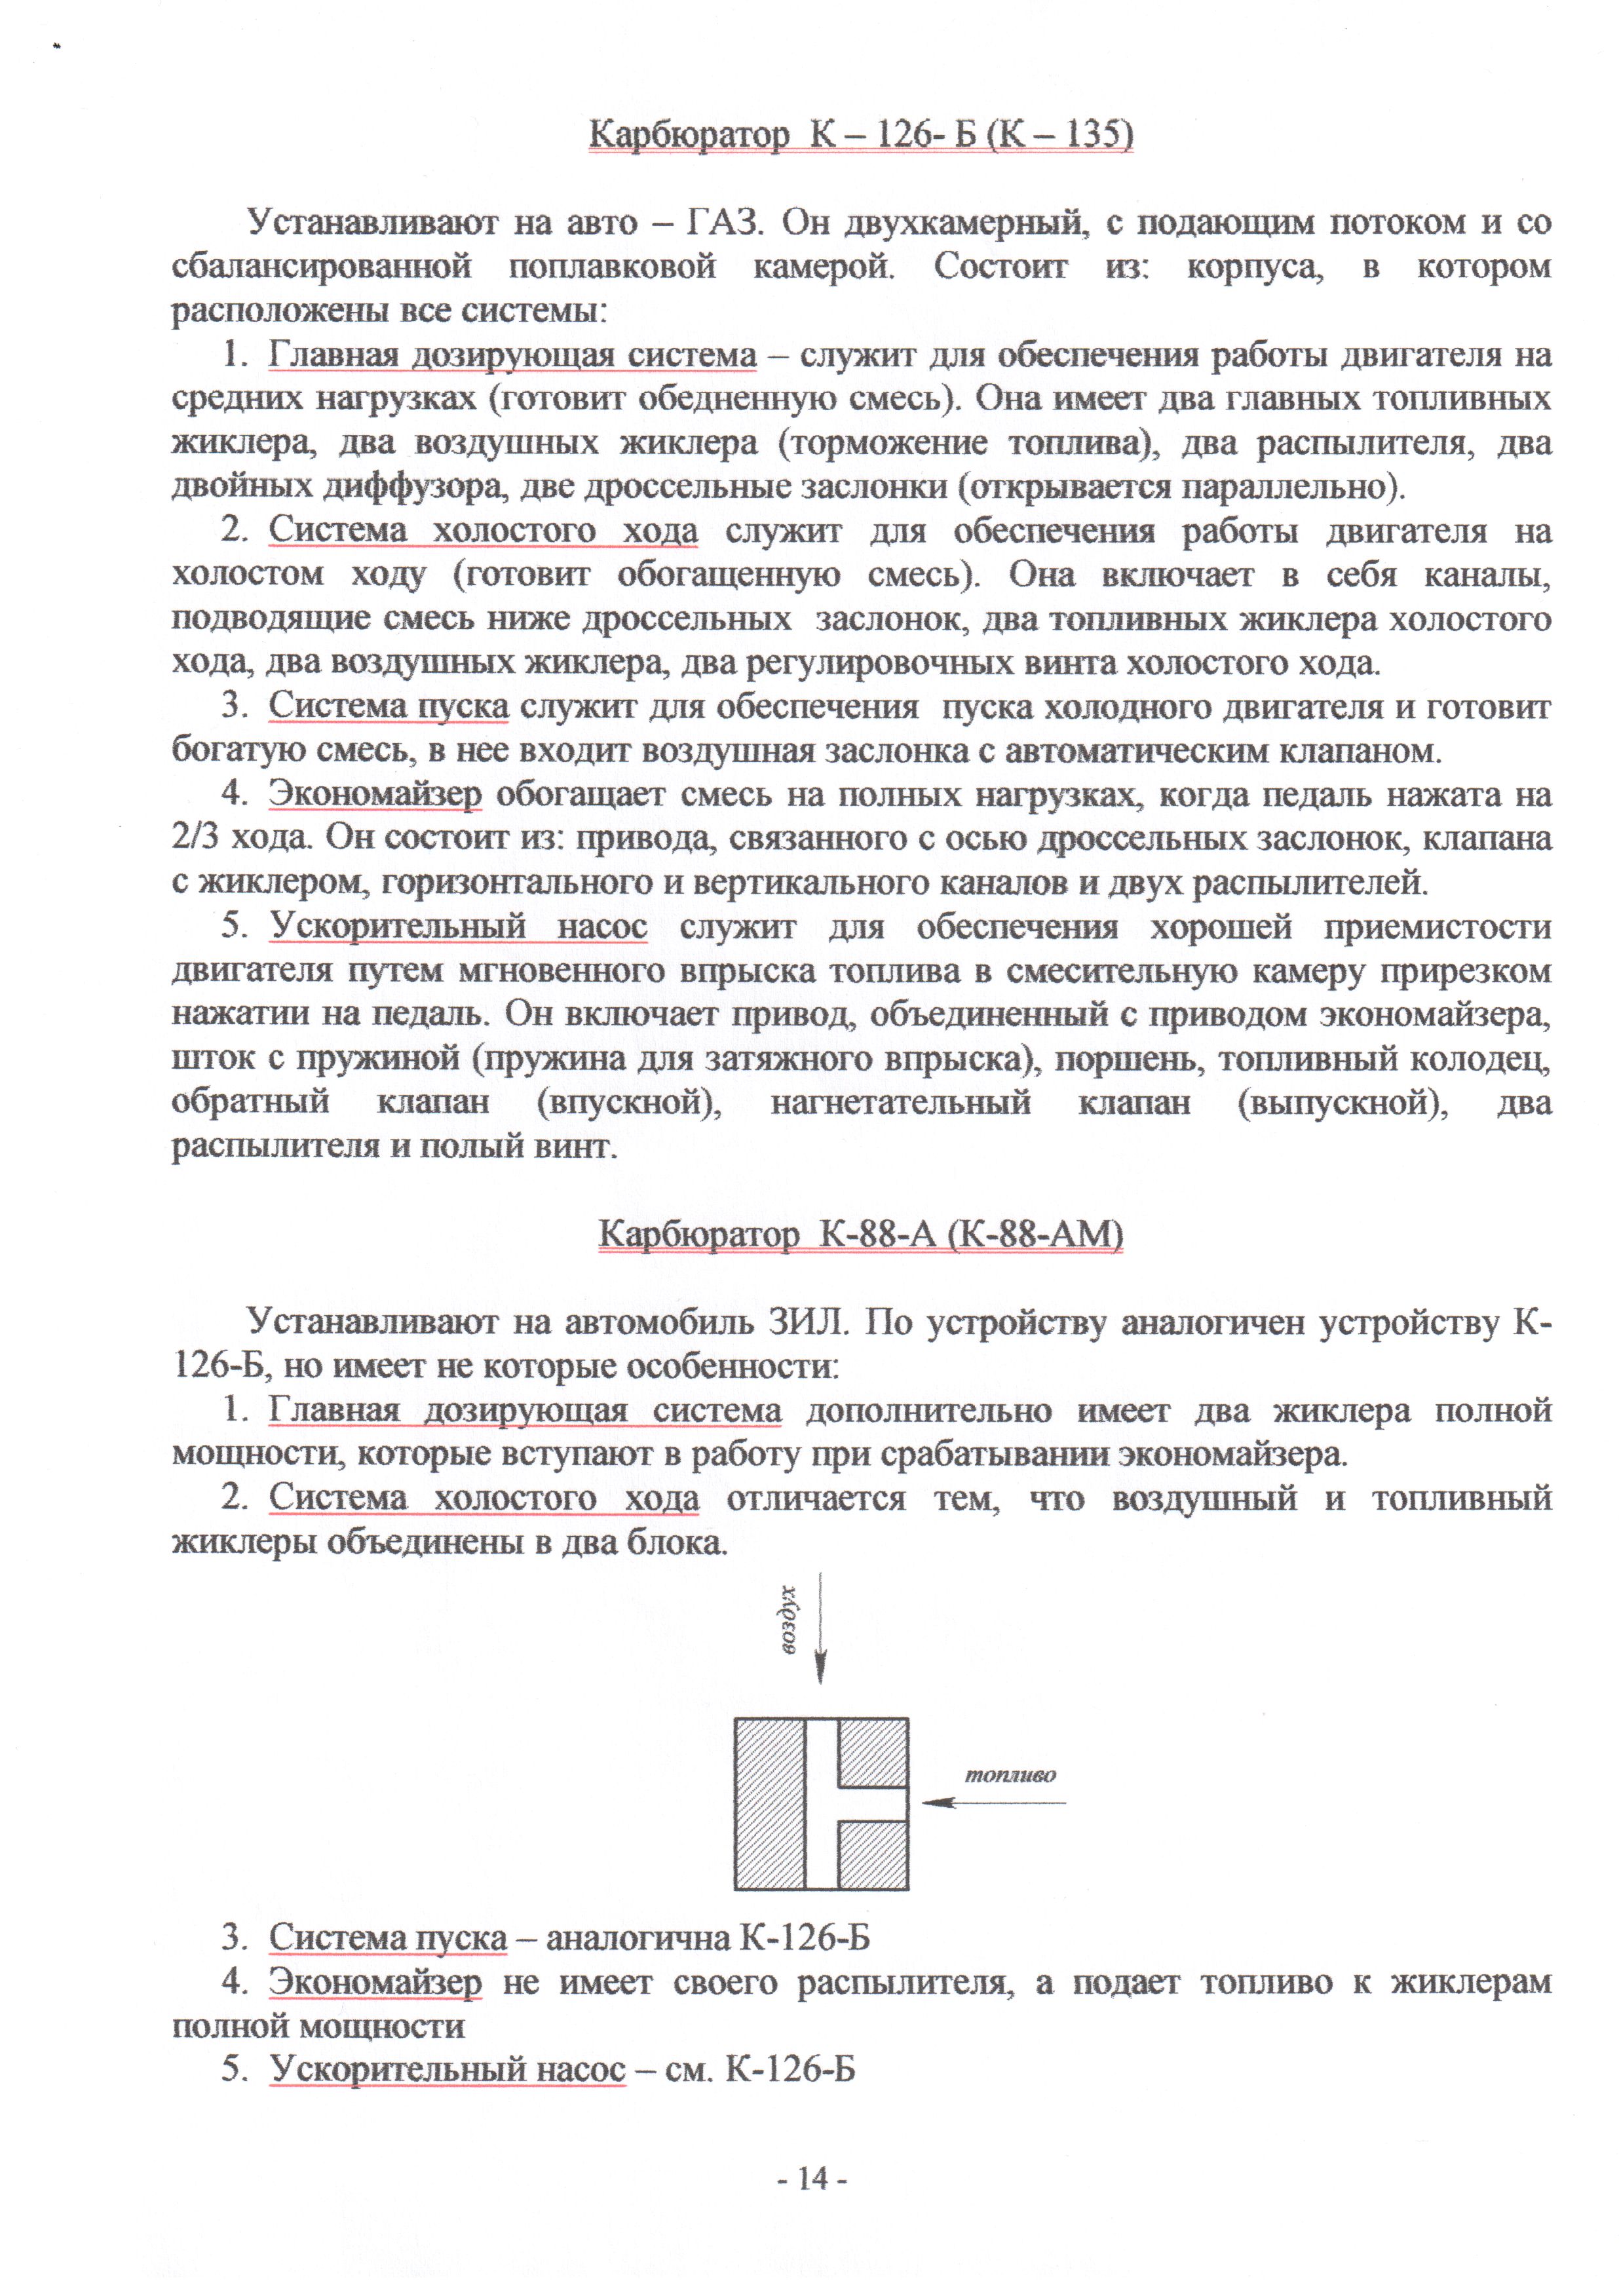 Карбюратор К – 126- Б (К – 135)
Устанавливают на авто – ГАЗ. Он двухкамерный, с подающим потоком и со
сбалансированной поплавковой камерой. Состоит из: корпуса, в котором
расположены все системы:
1. Главная дозирующая система – служит для обеспечения работы двигателя на
средних нагрузках (готовит обедненную смесь). Она имеет два главных топливных
жиклера, два воздушных жиклера (торможение топлива), два распылителя, два
двойных диффузора, две дроссельные заслонки (открывается параллельно).
2. Система холостого хода служит для обеспечения работы двигателя на
холостом ходу (готовит обогащенную смесь). Она включает в себя каналы,
подводящие смесь ниже дроссельных заслонок, два топливных жиклера холостого
хода, два воздушных жиклера, два регулировочных винта холостого хода.
3. Система пуска служит для обеспечения пуска холодного двигателя и готовит
богатую смесь, в нее входит воздушная заслонка с автоматическим клапаном.
4. Экономайзер обогащает смесь на полных нагрузках, когда педаль нажата на
2/3 хода. Он состоит из: привода, связанного с осью дроссельных заслонок, клапана
с жиклером, горизонтального и вертикального каналов и двух распылителей.
5. Ускорительный насос служит для обеспечения хорошей приемистости
двигателя путем мгновенного впрыска топлива в смесительную камеру прирезком
нажатии на педаль. Он включает привод, объединенный с приводом экономайзера,
шток с пружиной (пружина для затяжного впрыска), поршень, топливный колодец,
обратный клапан (впускной), нагнетательный клапан (выпускной), два
распылителя и полый винт.
Карбюратор К-88-А (К-88-АМ)
Устанавливают на автомобиль ЗИЛ. По устройству аналогичен устройству К-
126-Б, но имеет не которые особенности:
1. Главная дозирующая система дополнительно имеет два жиклера полной
мощности, которые вступают в работу при срабатывании экономайзера.
2. Система холостого хода отличается тем, что воздушный и топливный
жиклеры объединены в два блока.
воздух
топливо
3. Система пуска – аналогична К-126-Б
4. Экономайзер не имеет своего распылителя, а подает топливо к жиклерам
полной мощности
5. Ускорительный насос – см. К-126-Б
- 14 -